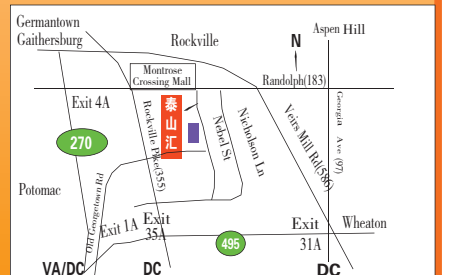 Germantown
Gaithersburg
Rockville
N
Aspen Hill
Montrose
Crossing Mall
Randolph(183)
Exit 4A
泰山汇
Rockville Pike(355)
Nebel St
Nicholson Ln
Veirs Mill Rd(586)
Georgia Ave (97)
270
Potomac
Old Georgetown Rd
Exit 1A
Exit
35A
495
Exit
31A
Wheaton
VA/DC
DC
DC